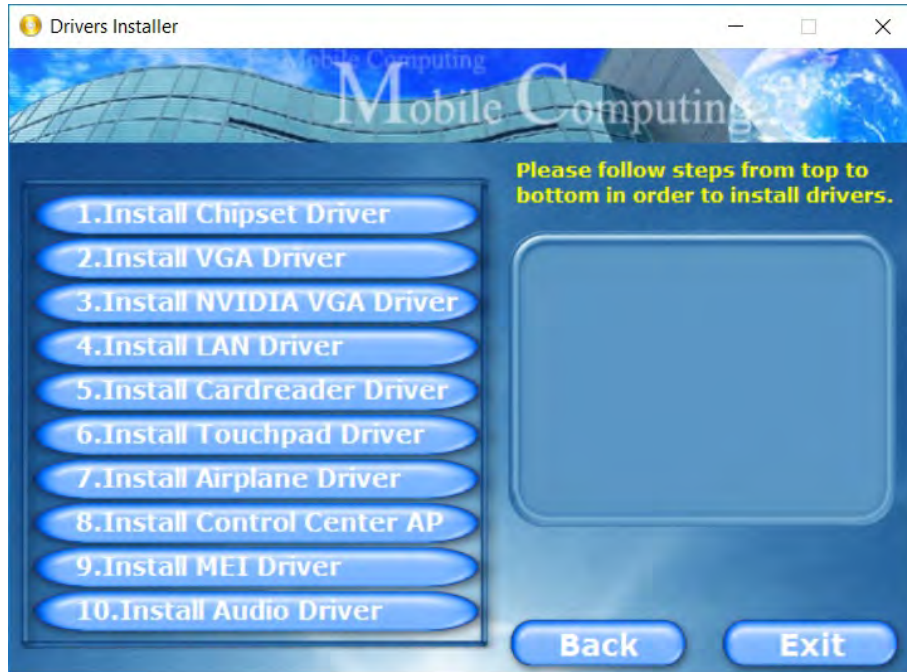 Drivers Installer
Mobile Computing
Mobile Computing
Please follow steps from top to
bottom in order to install drivers.
1.Install Chipset Driver
2.Install VGA Driver
3.Install NVIDIA VGA Driver
4.Install LAN Driver
5.Install Cardreader Driver
6.Install Touchpad Driver
7.Install Airplane Driver
8.Install Control Center AP
9.Install MEI Driver
10.Install Audio Driver
Back
Exit